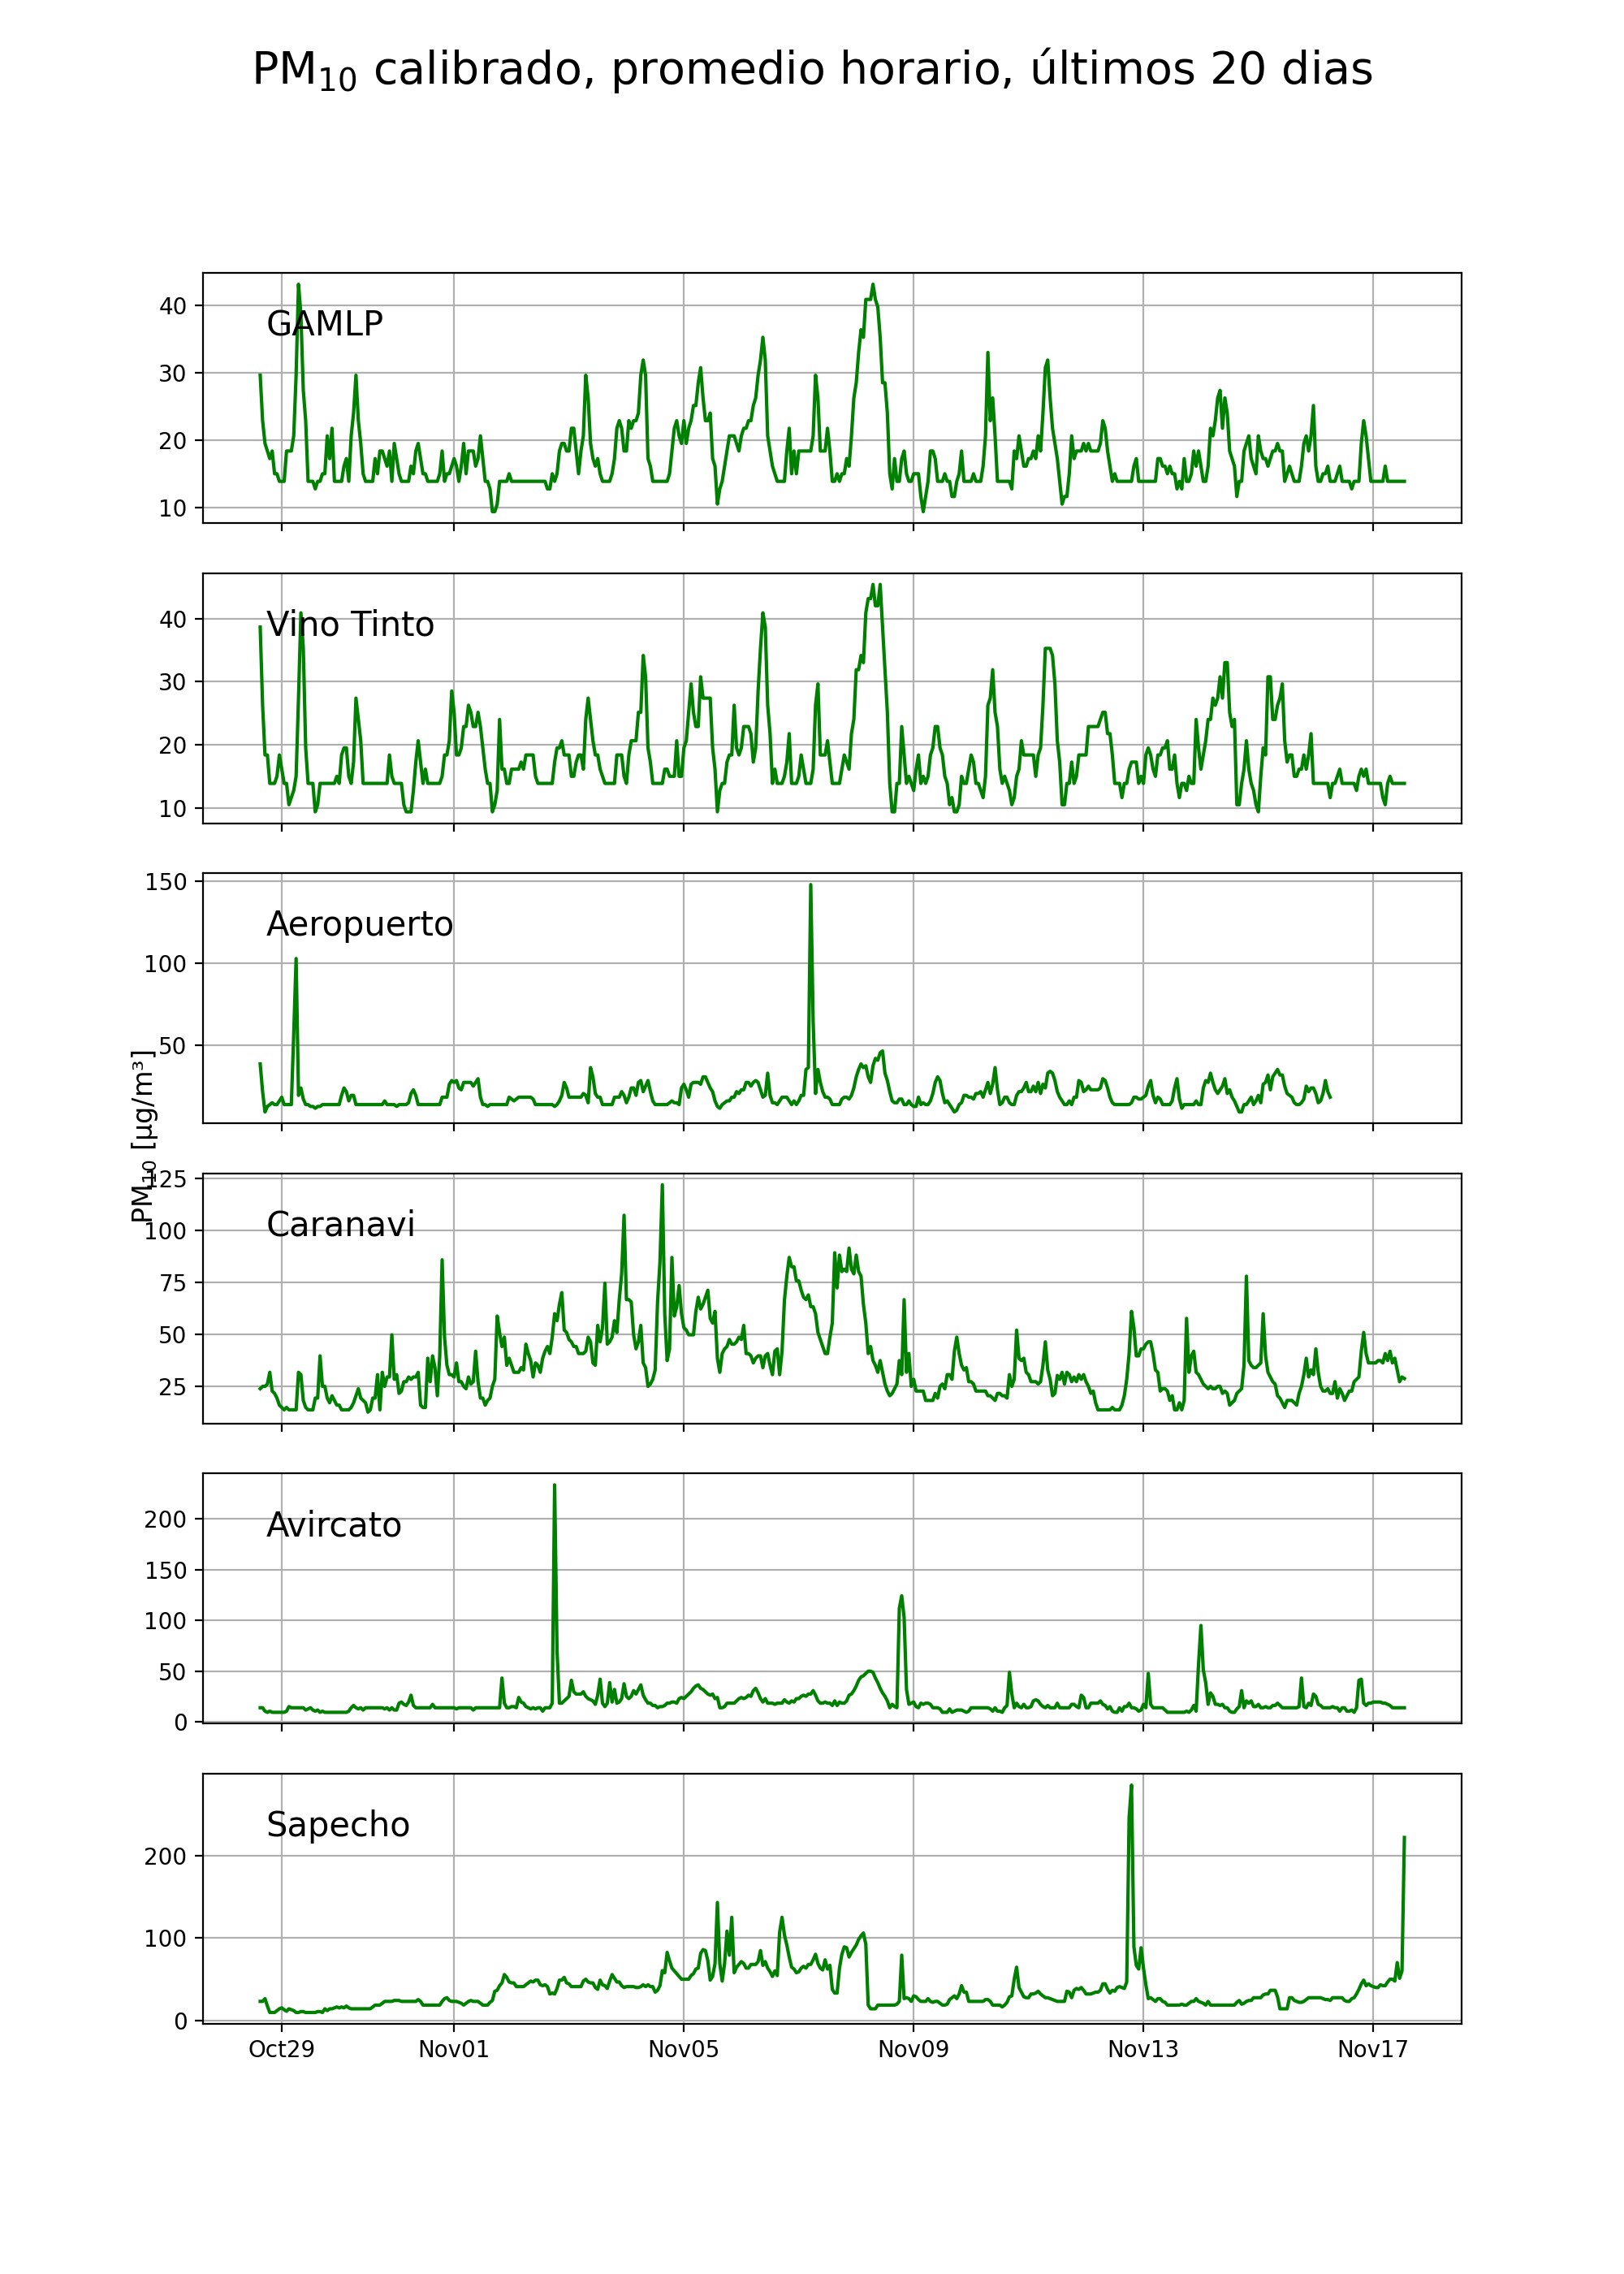 PM₁₀ calibrado, promedio horario, últimos 20 dias
40
GAMLP
30
20
10
40
Vino Tinto
30
20
10
150
Aeropuerto
100
50
PM₁₀ [µg/m³]
125
Caranavi
100
75
50
25
Avircato
200
150
100
50
0
Sapecho
200
100
0
Oct29 Nov01 Nov05 Nov09 Nov13 Nov17